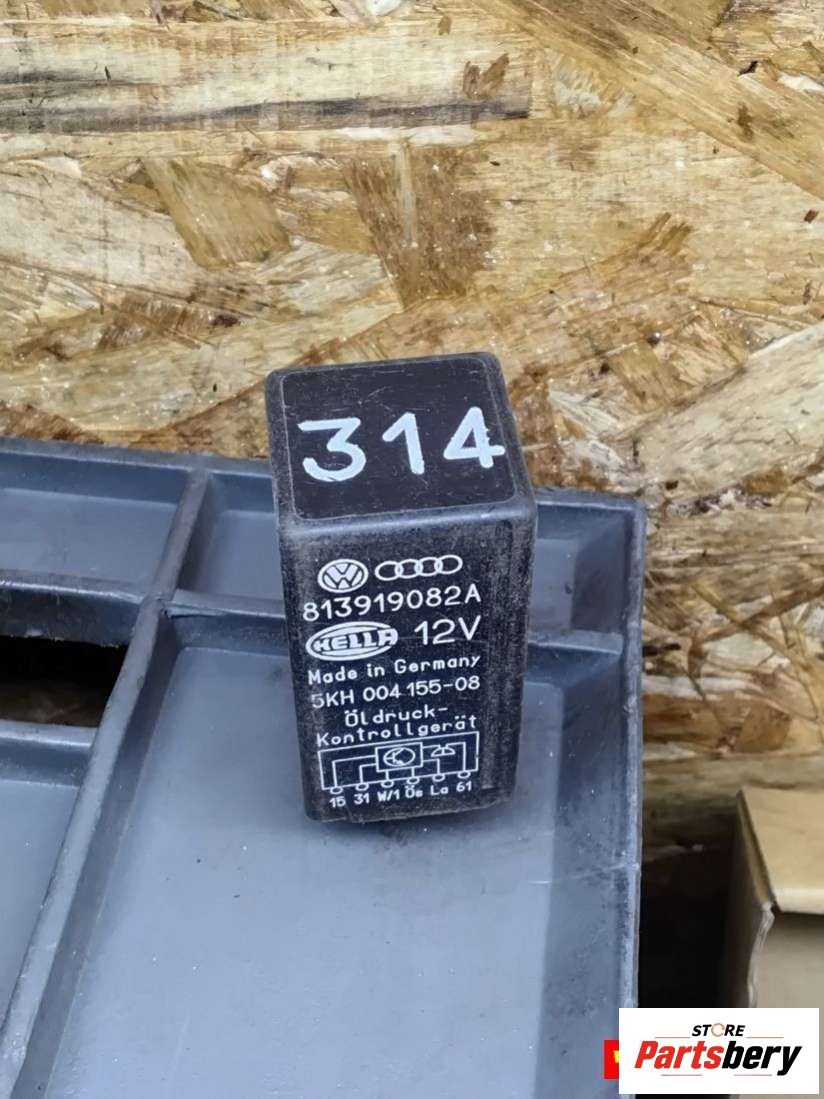 314
813919082A
HELLA 12V
Made in Germany
5KH 004 155-08
Öldruck-
Kontrollgerät
15 31 W/1 Ös La 61
STORE
Partsbery